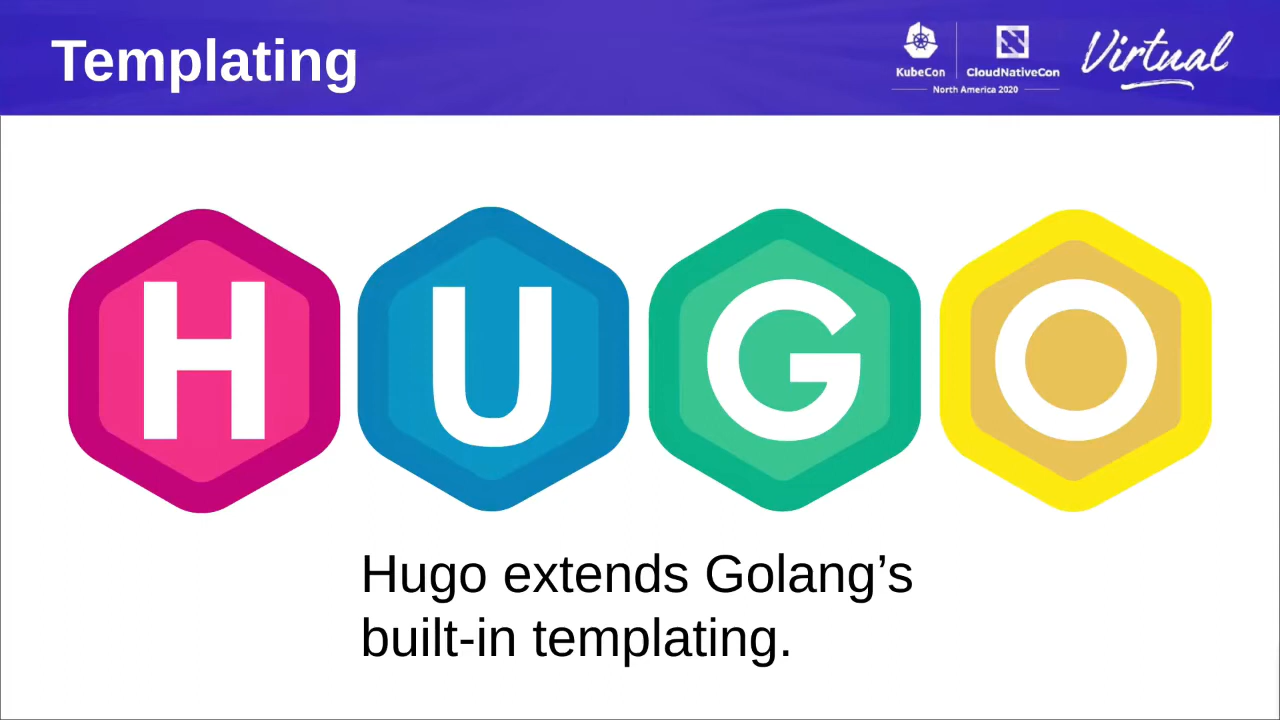 Templating
KubeCon
CloudNativeCon
North America 2020
Virtual
HUGO
Hugo extends Golang’s
built-in templating.